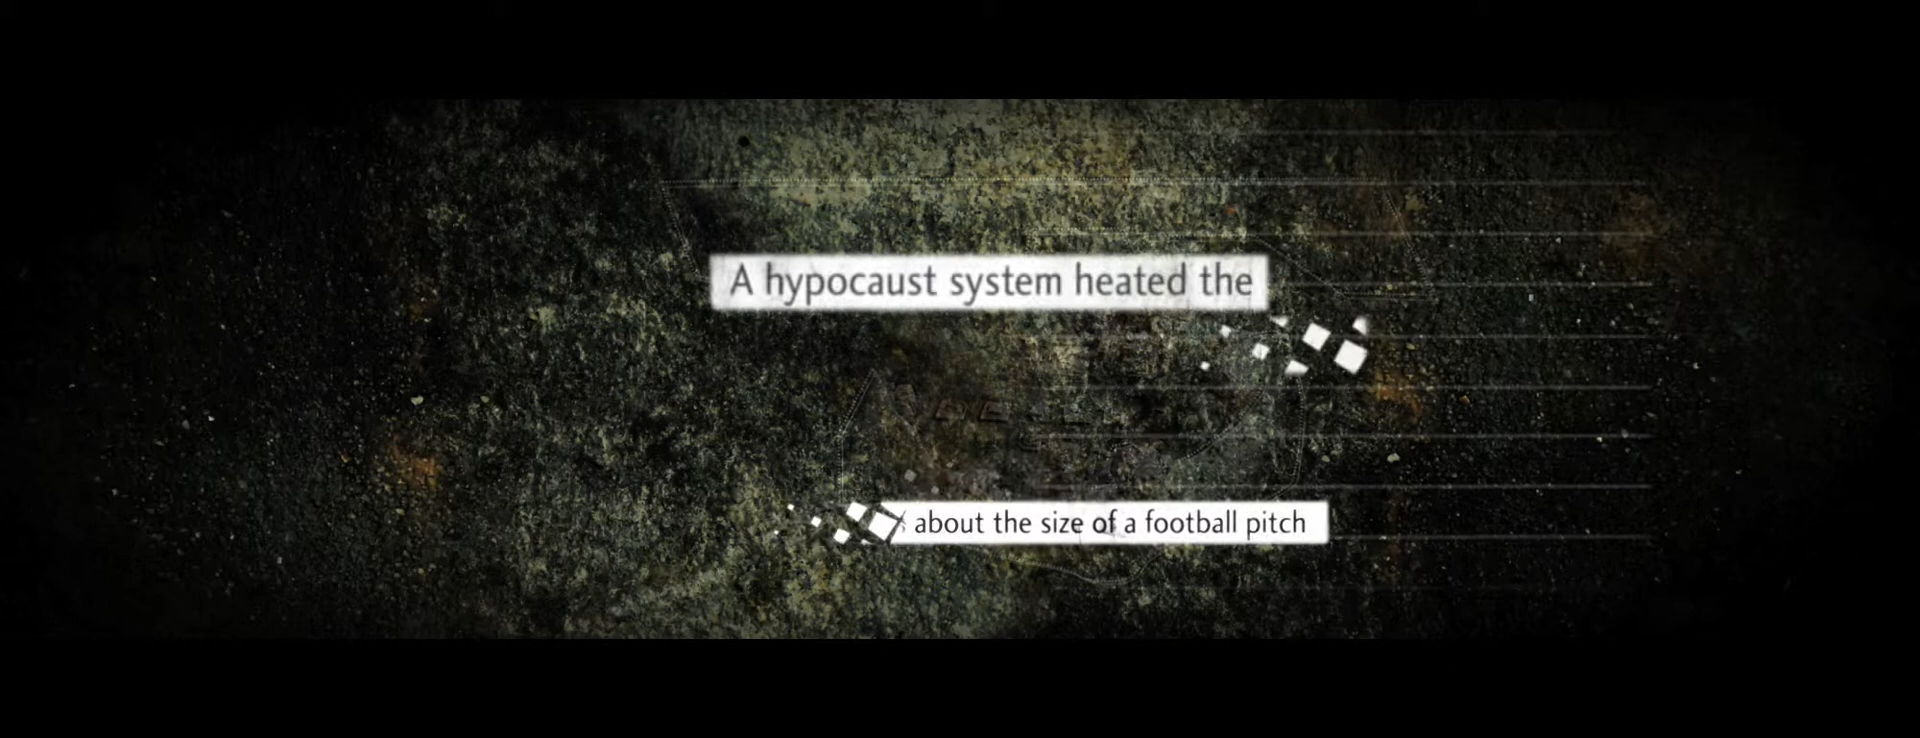 A hypocaust system heated the
about the size of a football pitch